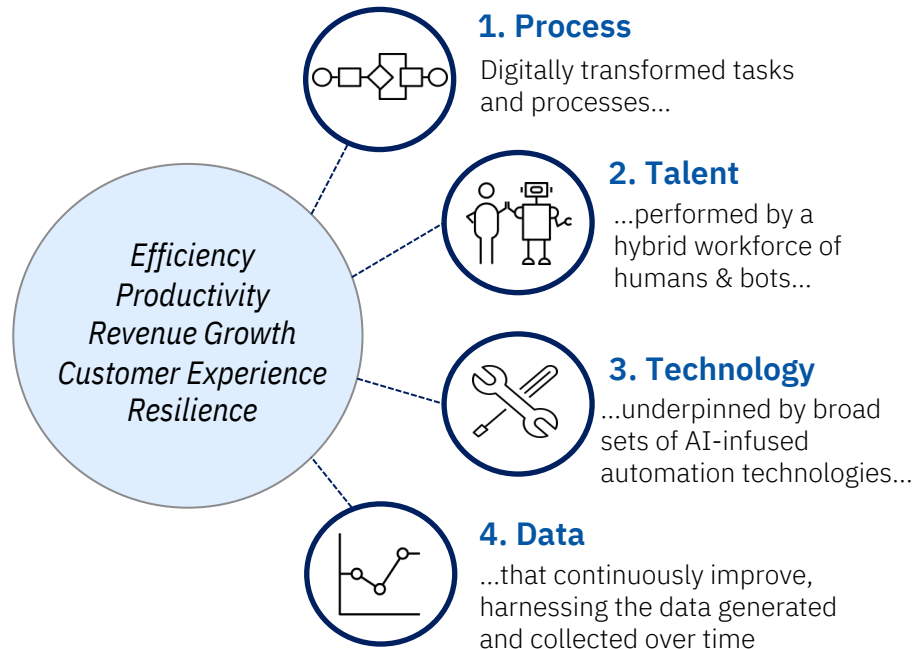 Efficiency
Productivity
Revenue Growth
Customer Experience
Resilience
1. Process
Digitally transformed tasks
and processes...
2. Talent
...performed by a
hybrid workforce of
humans & bots...
3. Technology
...underpinned by broad
sets of AI-infused
automation technologies...
4. Data
...that continuously improve,
harnessing the data generated
and collected over time